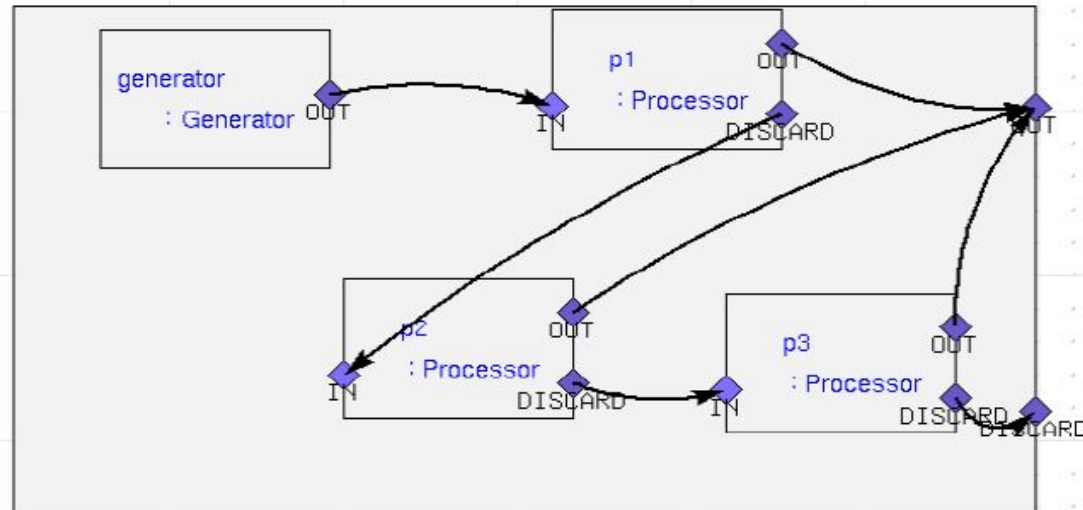 generator
: Generator
OUT
p1
: Processor
IN
OUT
DISCARD
OUT
p2
: Processor
IN
OUT
DISCARD
p3
: Processor
IN
OUT
DISCARD
DISCARD